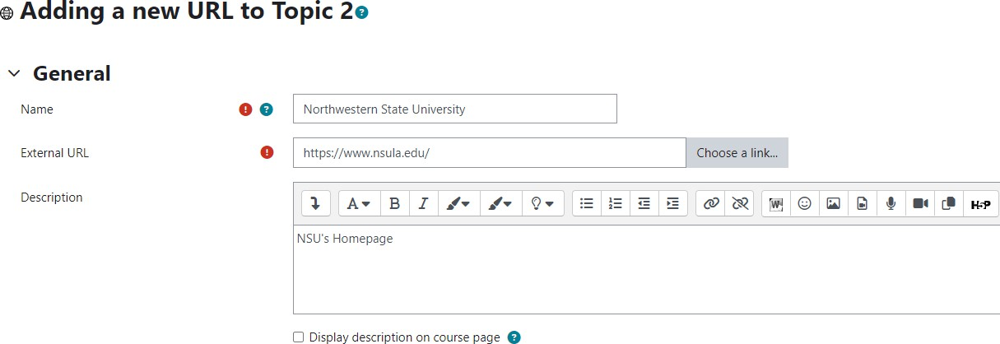 Adding a new URL to Topic 2
General
Name
Northwestern State University
External URL
https://www.nsula.edu/
Choose a link...
Description
A B I
W H-P
NSU's Homepage
Display description on course page